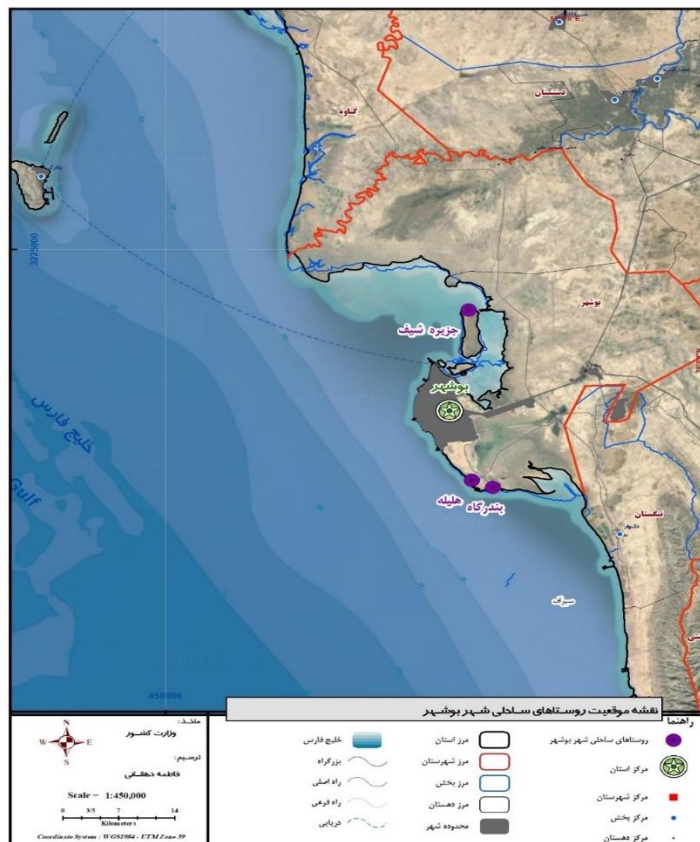 گناوه
دشتستان
3225000
بوشهر
جزیره شیف
بوشهر
خلیج فارس
Gulf
بندرگاه هلیله
تنگستان
سیرگ
450000
نقشه موقعیت روستاهای ساحلی شهر بوشهر
راهنما
روستاهای ساحلی شهر بوشهر
مرکز استان
مرکز شهرستان
مرکز بخش
مرکز دهستان
مرز استان
مرز شهرستان
مرز بخش
مرز دهستان
محدوده شهر
خلیج فارس
بزرگراه
راه اصلی
راه فرعی
دریایی
ماخذ:
وزارت کشور
ترسیم:
فاطمه دهقانی
N
W E
S
Scale = 1:450,000
0 3/5 7 14
Kilometers
Coordinate System : WGS1984 - UTM Zone 39